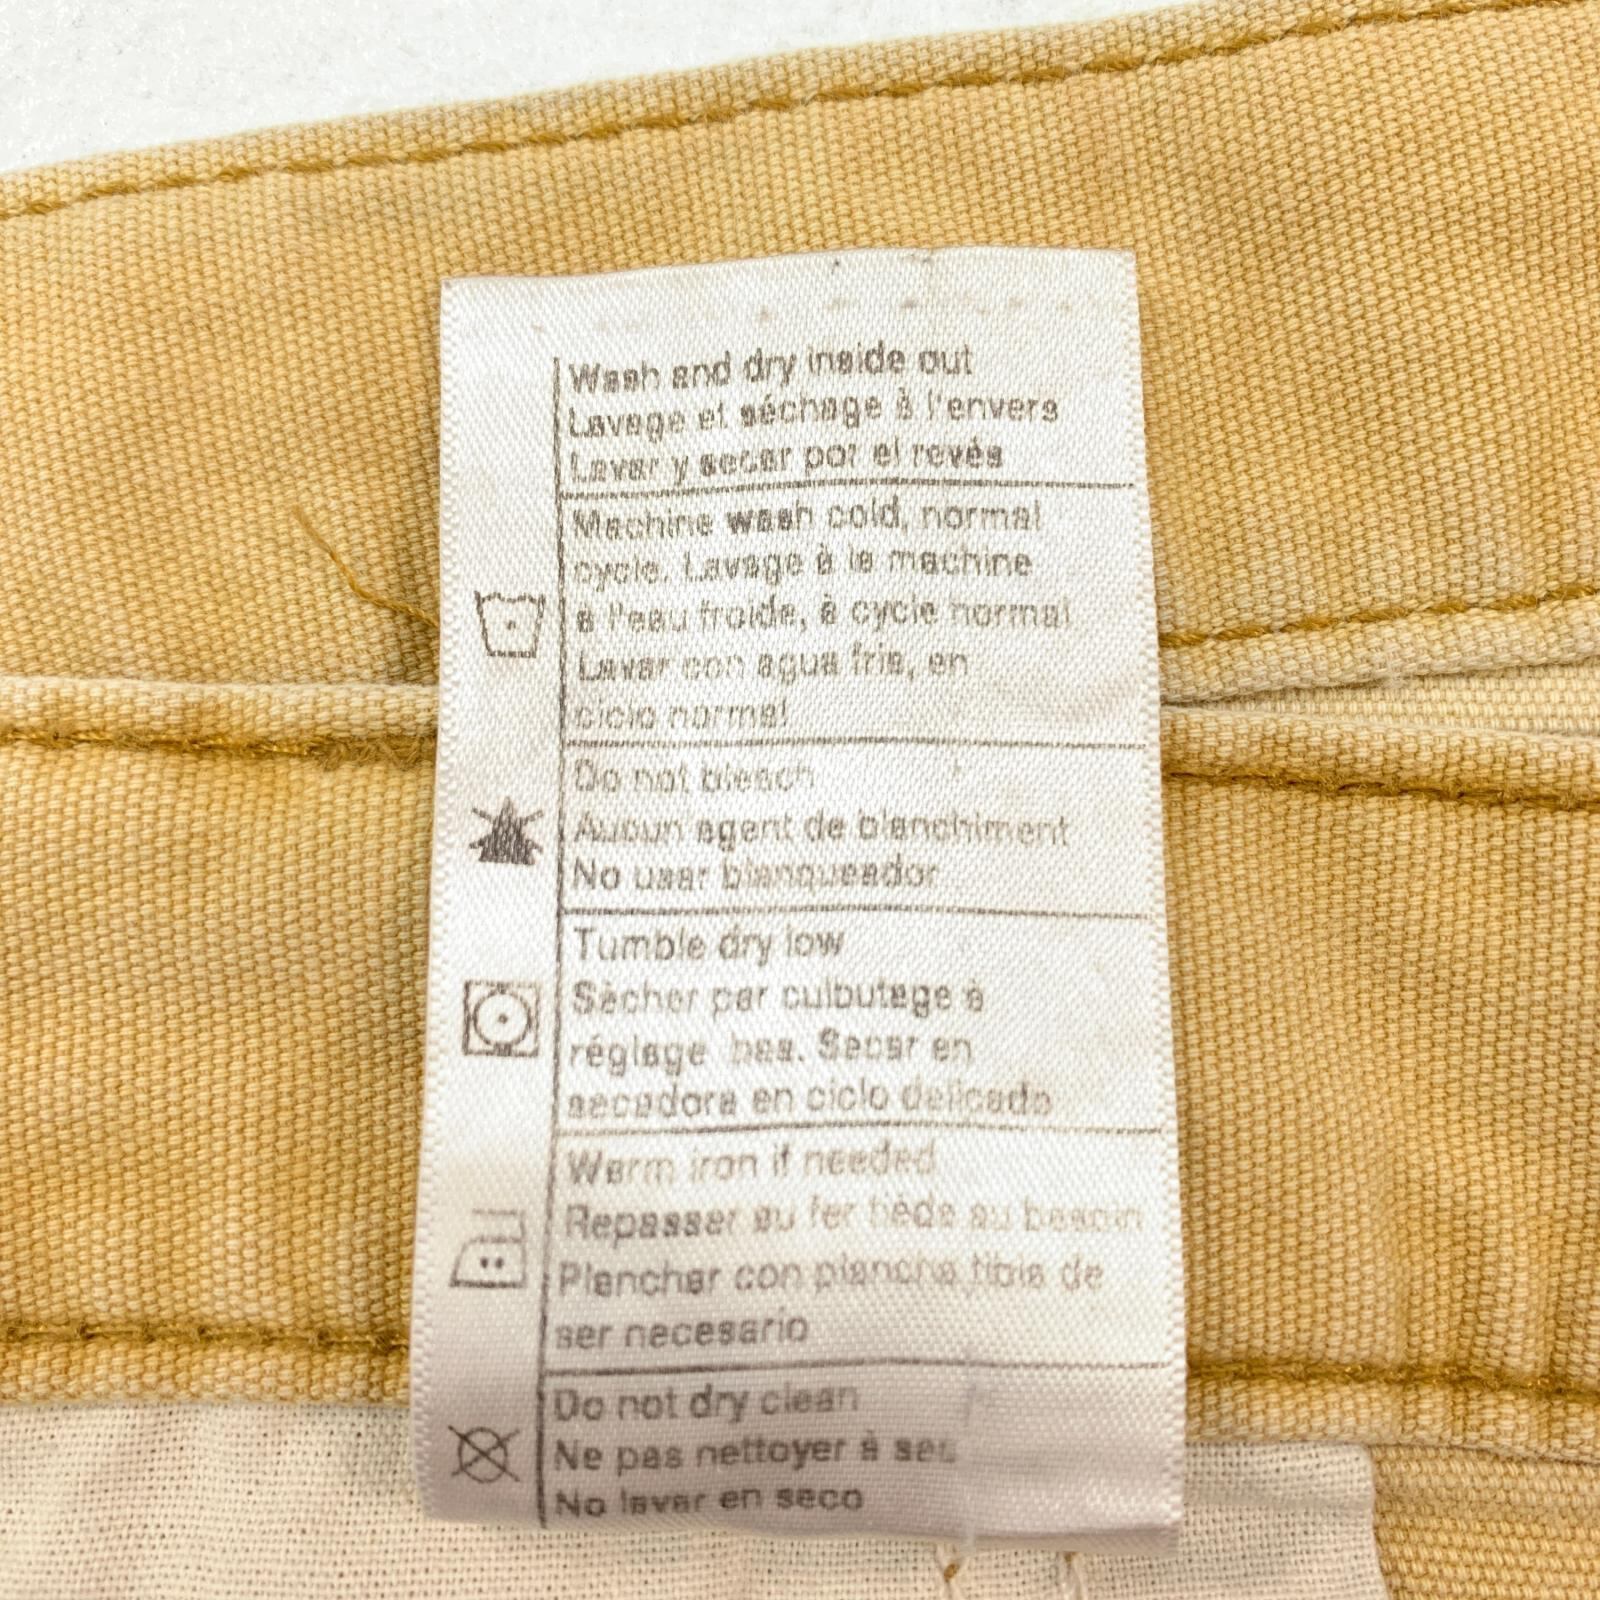 Wash and dry inside out
Lavage et séchage à l'envers
Lavar y secar por el revés
Machine wash cold, normal
cycle. Lavage à la machine
à l'eau froide, à cycle normal
Lavar con agua fria, en
ciclo normal
Do not bleach
Aucun agent de blanchiment
No usar blanqueador
Tumble dry low
Sècher par culbutage à
réglage bas. Secar en
secadora en ciclo delicado
Warm iron if needed
Repasser au fer tiède au besoin
Planchar con plancha tibia de
ser necesario
Do not dry clean
Ne pas nettoyer à sec
No lavar en seco